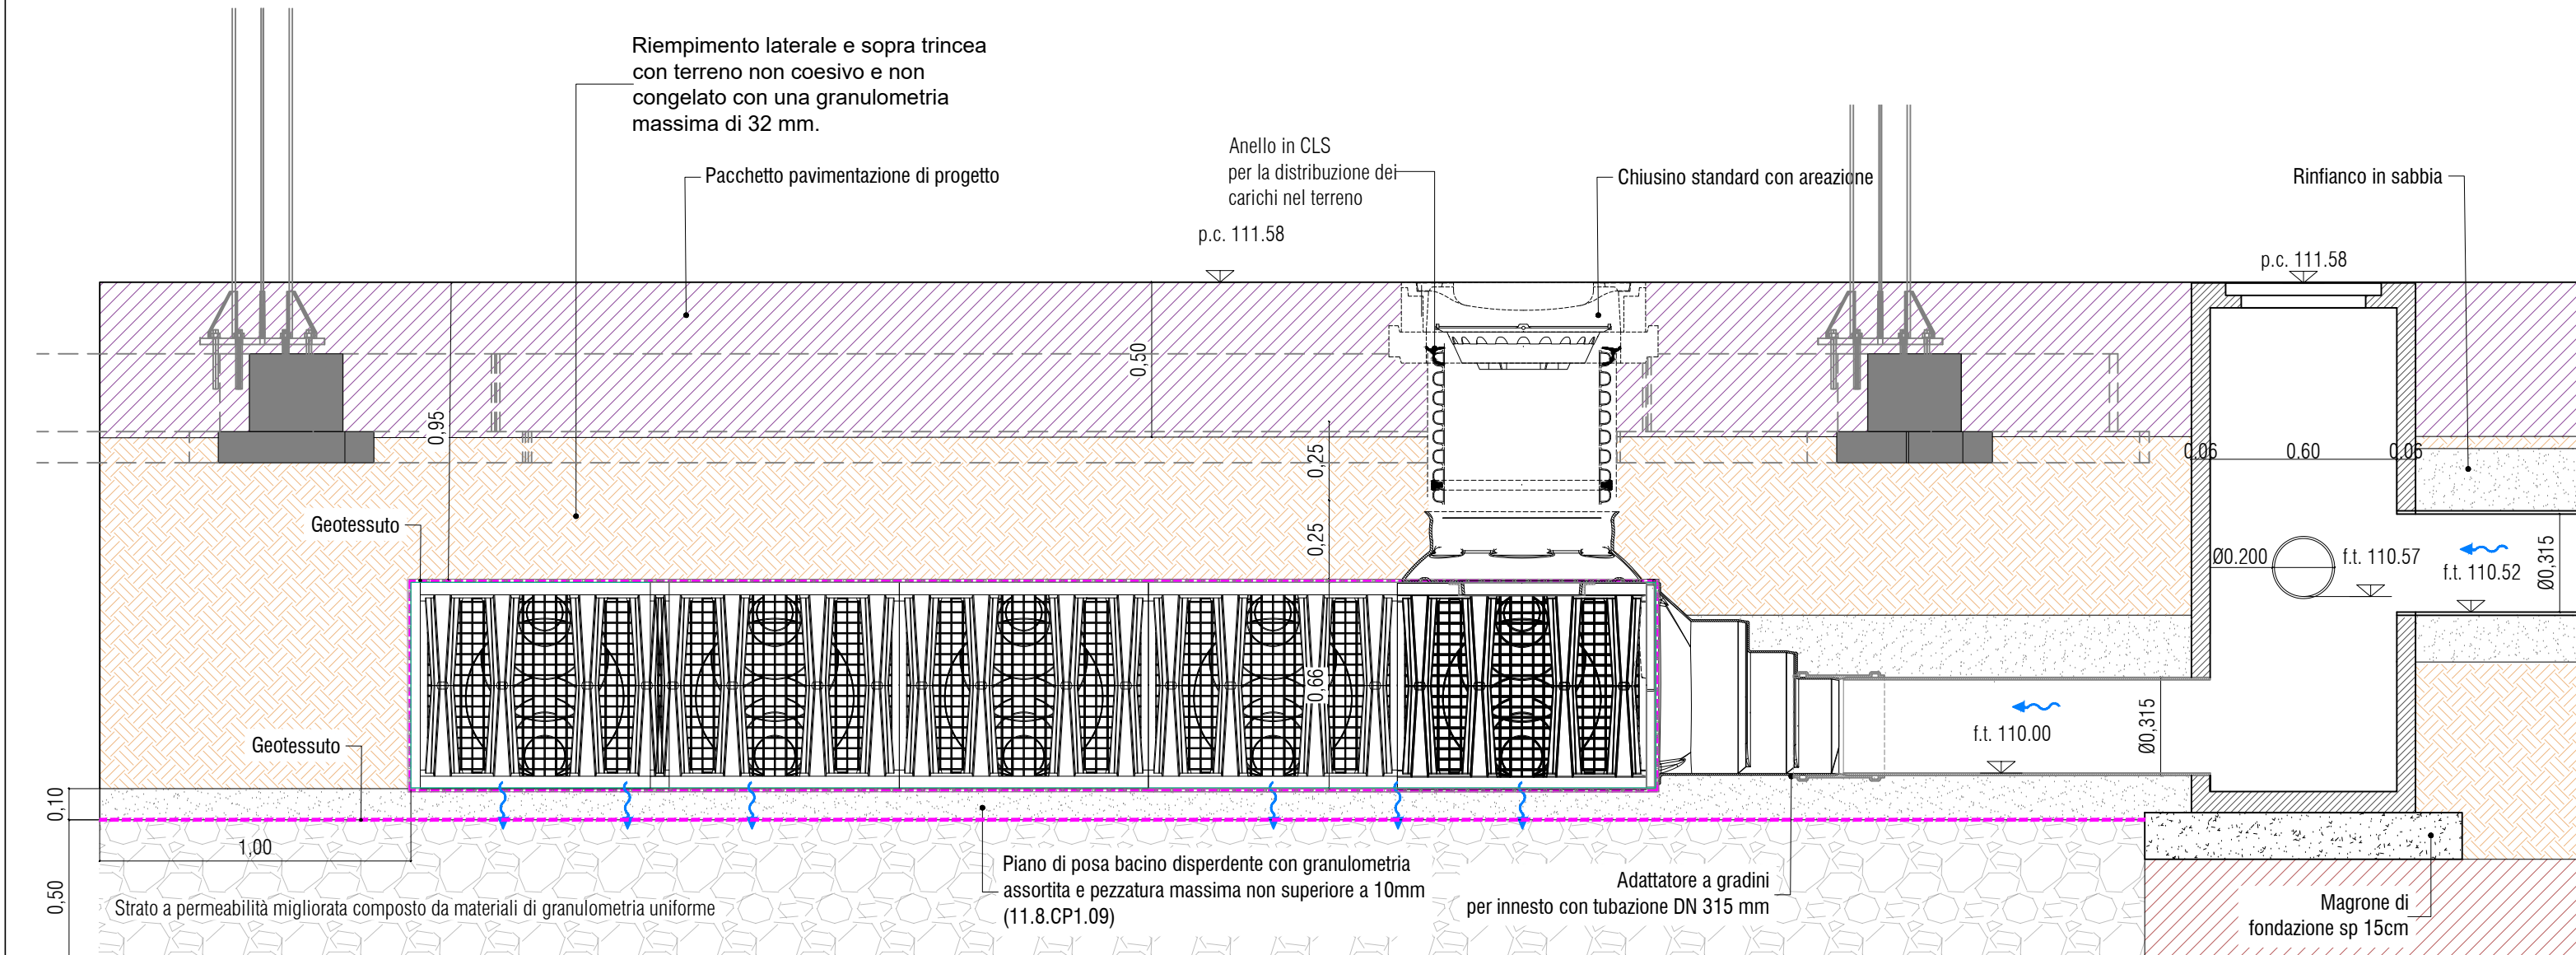 Riempimento laterale e sopra trincea
con terreno non coesivo e non
congelato con una granulometria
massima di 32 mm.
Pacchetto pavimentazione di progetto
Anello in CLS
per la distribuzione dei
carichi nel terreno
p.c. 111.58
Chiusino standard con areazione
Rinfianco in sabbia
p.c. 111.58
0,50
0,95
0,25
0,25
0,66
0.06
0.60
0.06
Geotessuto
Ø0.200
f.t. 110.57
f.t. 110.52
Ø0,315
f.t. 110.00
Ø0,315
Geotessuto
0,10
1,00
0,50
Strato a permeabilità migliorata composto da materiali di granulometria uniforme
Piano di posa bacino disperdente con granulometria
assortita e pezzatura massima non superiore a 10mm
(11.8.CP1.09)
Adattatore a gradini
per innesto con tubazione DN 315 mm
Magrone di
fondazione sp 15cm